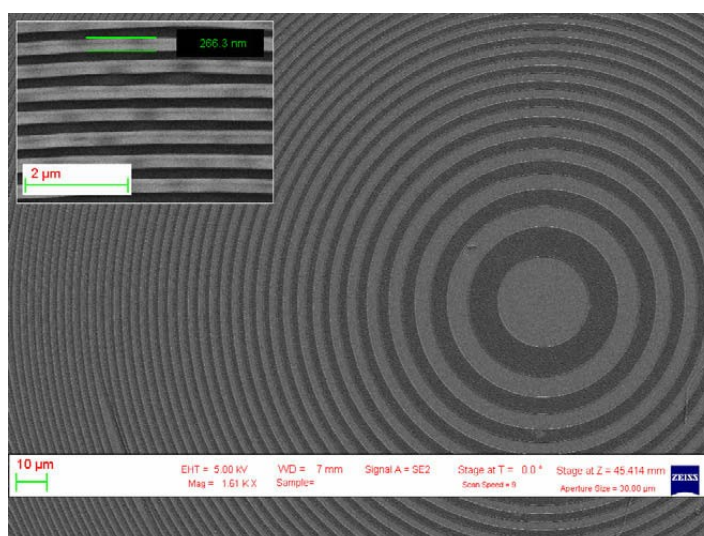 266.3 nm
2 µm
10 µm
EHT = 5.00 kV WD = 7 mm Signal A = SE2 Stage at T = 0.0 ° Stage at Z = 45.414 mm
Mag = 1.61 K X Sample= Scan Speed = 9 Aperture Size = 30.00 µm
ZEISS